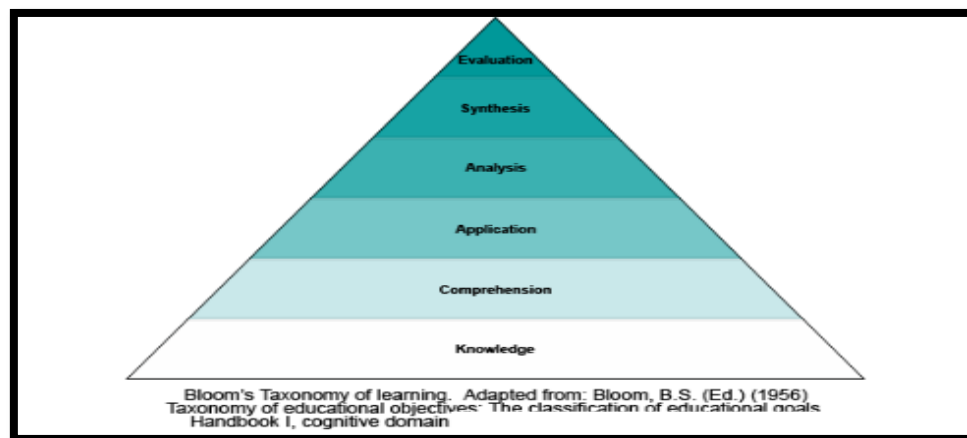 Evaluation
Synthesis
Analysis
Application
Comprehension
Knowledge
Bloom's Taxonomy of learning. Adapted from: Bloom, B.S. (Ed.) (1956)
Taxonomy of educational objectives: The classification of educational goals
Handbook I, cognitive domain